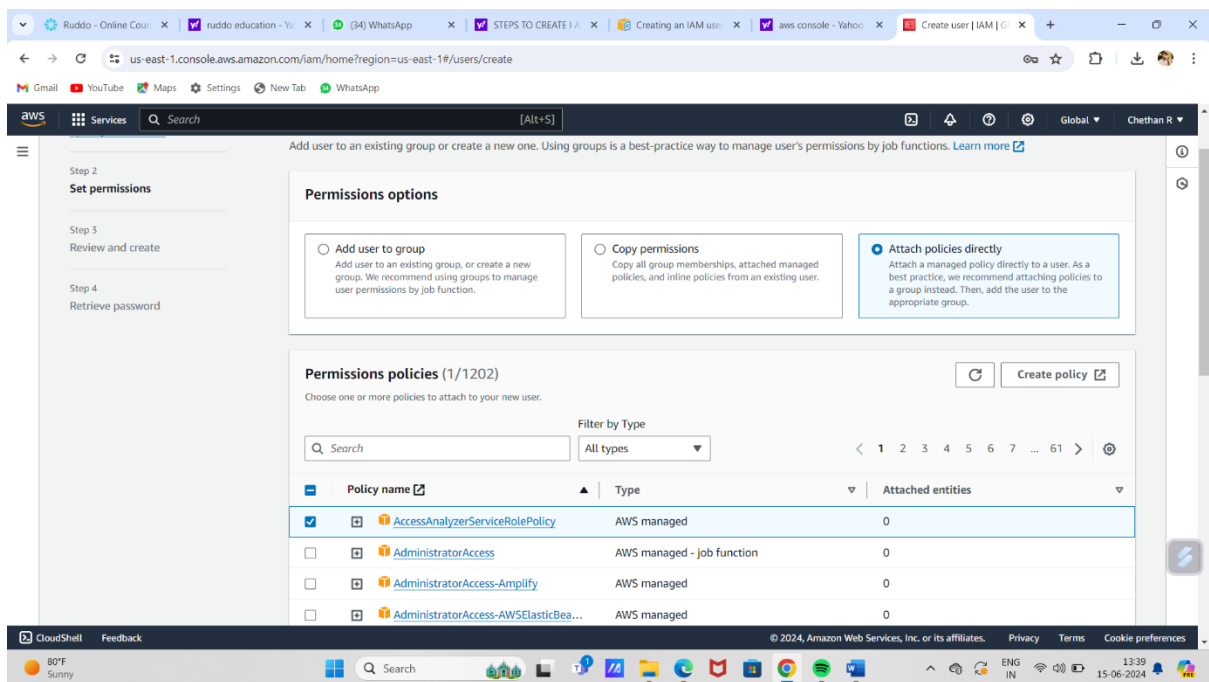 Ruddo - Online Cour
ruddo education - Ya
(34) WhatsApp
STEPS TO CREATE I A
Creating an IAM use
aws console - Yahoo
Create user | IAM | Gl
us-east-1.console.aws.amazon.com/iam/home?region=us-east-1#/users/create
Gmail YouTube Maps Settings New Tab WhatsApp
aws Services Search [Alt+S] Global Chethan R
Add user to an existing group or create a new one. Using groups is a best-practice way to manage user's permissions by job functions. Learn more
Step 2
Set permissions
Step 3
Review and create
Step 4
Retrieve password
Permissions options
Add user to group
Add user to an existing group, or create a new
group. We recommend using groups to manage
user permissions by job function.
Copy permissions
Copy all group memberships, attached managed
policies, and inline policies from an existing user.
Attach policies directly
Attach a managed policy directly to a user. As a
best practice, we recommend attaching policies to
a group instead. Then, add the user to the
appropriate group.
Permissions policies (1/1202)
Create policy
Choose one or more policies to attach to your new user.
Filter by Type
Search
All types
1 2 3 4 5 6 7 ... 61
Policy name Type Attached entities
AccessAnalyzerServiceRolePolicy AWS managed 0
AdministratorAccess AWS managed - job function 0
AdministratorAccess-Amplify AWS managed 0
AdministratorAccess-AWSElasticBea... AWS managed 0
CloudShell Feedback © 2024, Amazon Web Services, Inc. or its affiliates. Privacy Terms Cookie preferences
80°F
Sunny
Search
ENG
IN
13:39
15-06-2024